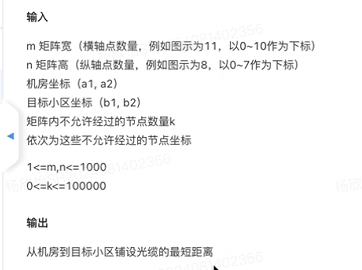 输入
m 矩阵宽（横轴点数量，例如图示为11，以0~10作为下标）
n 矩阵高（纵轴点数量，例如图示为8，以0~7作为下标）
机房坐标（a1, a2）
目标小区坐标（b1, b2）
矩阵内不允许经过的节点数量k
依次为这些不允许经过的节点坐标
1<=m,n<=1000
0<=k<=100000
输出
从机房到目标小区铺设光缆的最短距离